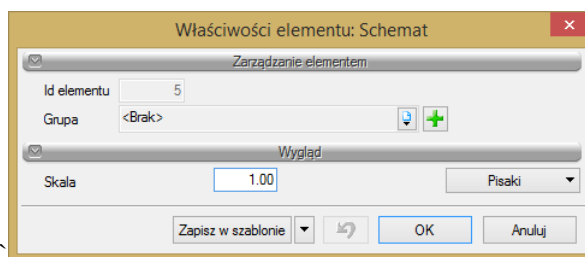 Właściwości elementu: Schemat
Zarządzanie elementem
Id elementu 5
Grupa <Brak>
Wygląd
Skala 1.00 Pisaki
Zapisz w szablonie OK Anuluj